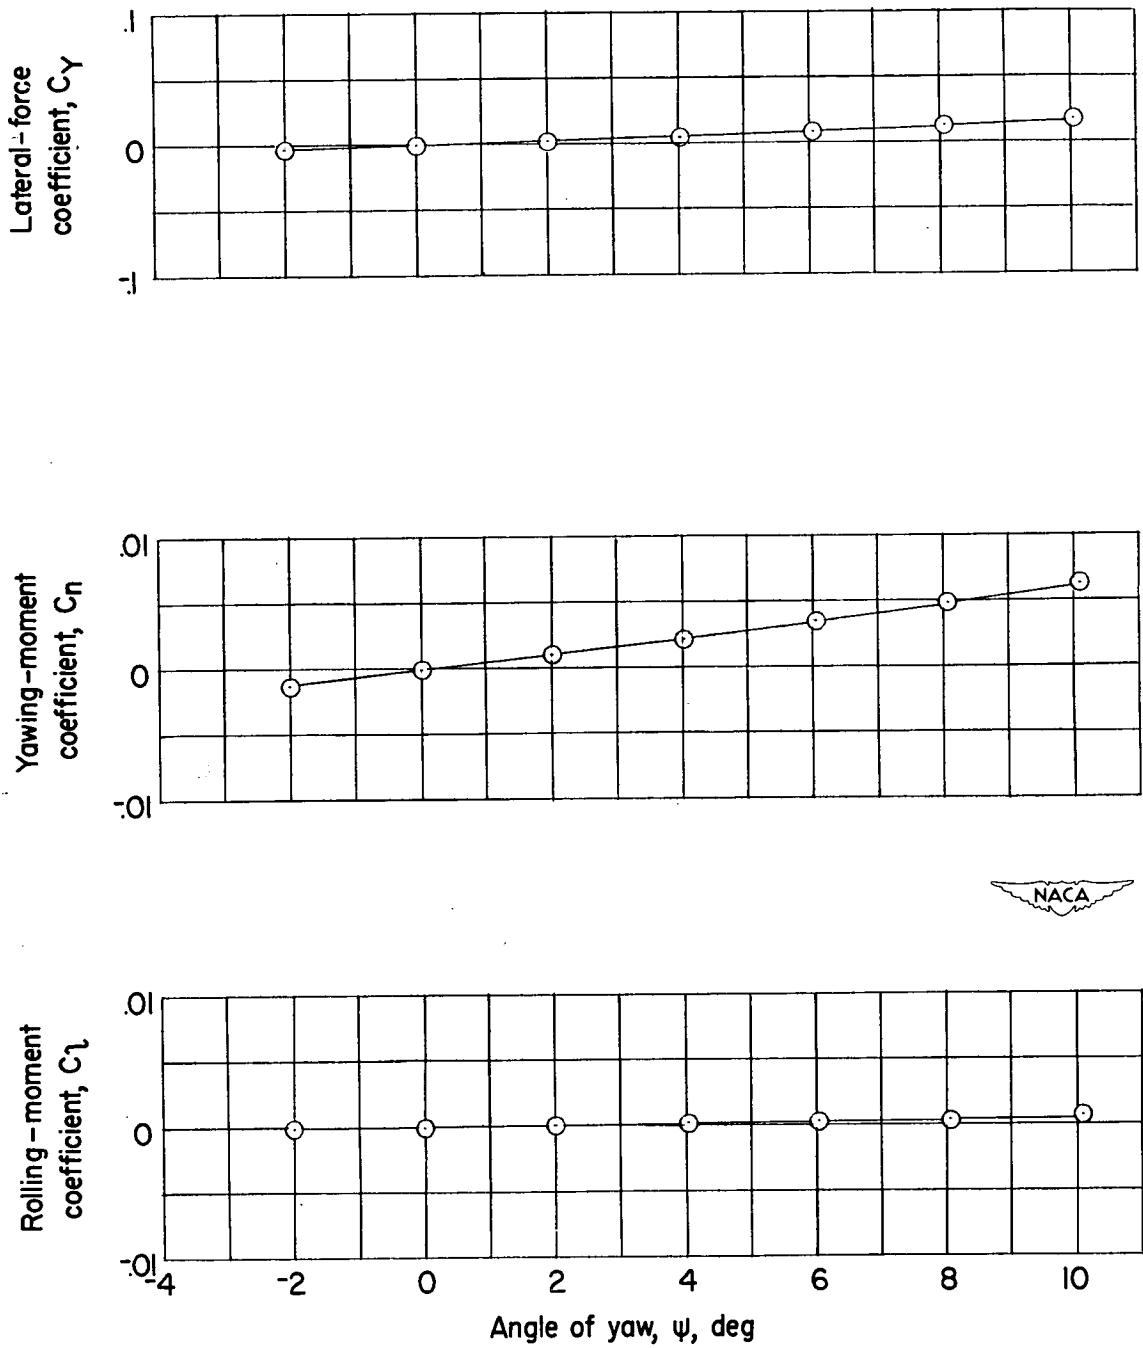 .1
Lateral-force
coefficient, CY
0
-.1
.01
Yawing-moment
coefficient, Cn
0
-.01
NACA
.01
Rolling-moment
coefficient, Cl
0
-.01
-4 -2 0 2 4 6 8 10
Angle of yaw, ψ, deg